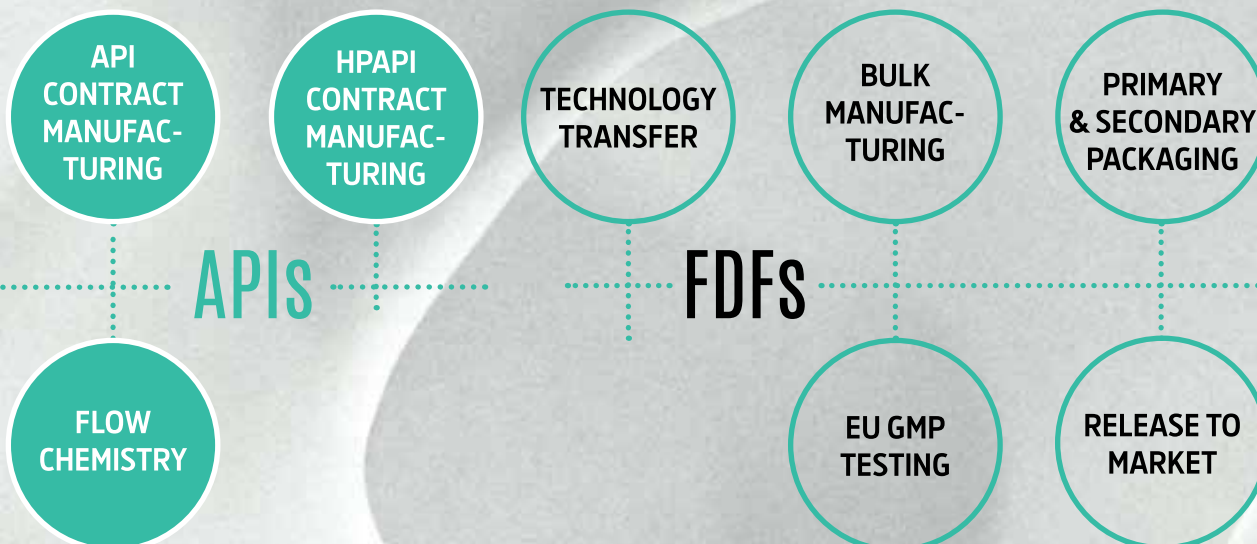 API
CONTRACT
MANUFAC-
TURING
HPAPI
CONTRACT
MANUFAC-
TURING
TECHNOLOGY
TRANSFER
BULK
MANUFAC-
TURING
PRIMARY
& SECONDARY
PACKAGING
APIs
FDFs
FLOW
CHEMISTRY
EU GMP
TESTING
RELEASE TO
MARKET